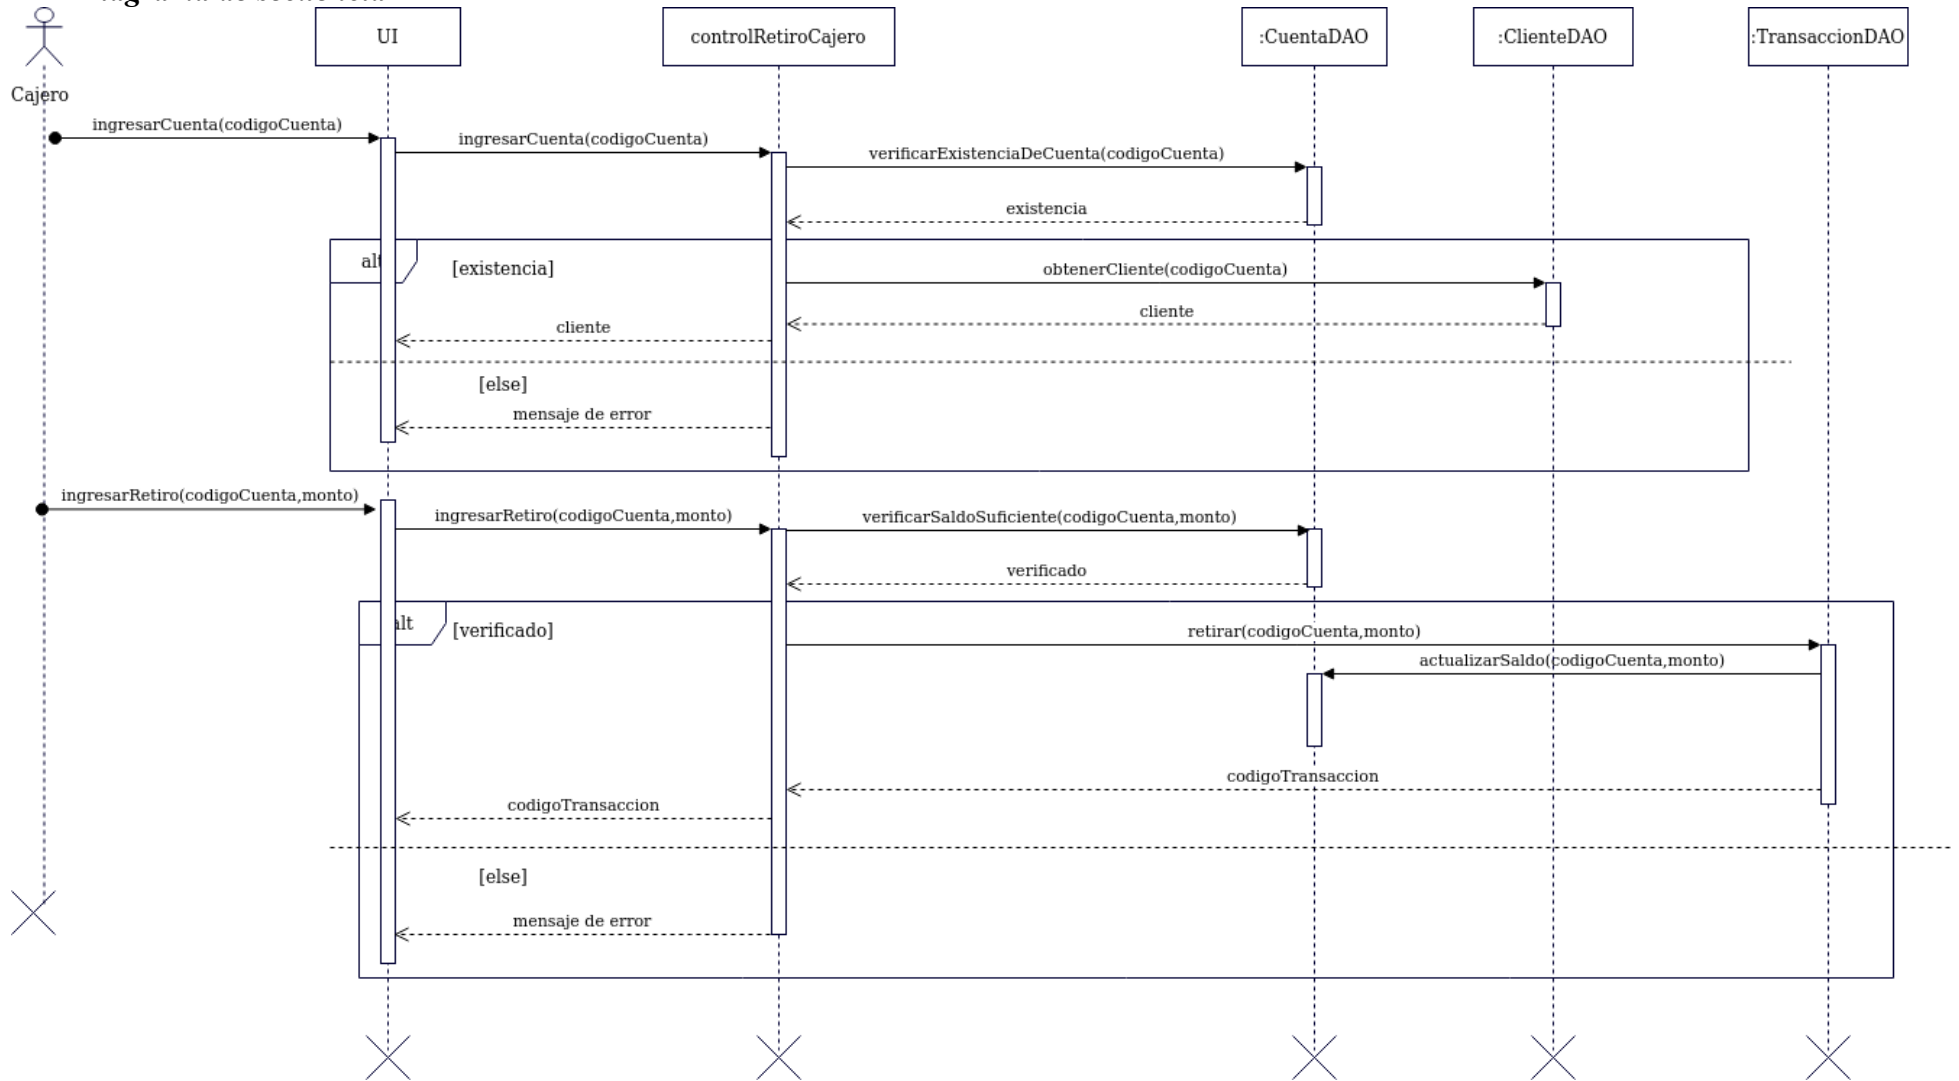 UI
controlRetiroCajero
:CuentaDAO
:ClienteDAO
:TransaccionDAO
Cajero
ingresarCuenta(codigoCuenta)
ingresarCuenta(codigoCuenta)
verificarExistenciaDeCuenta(codigoCuenta)
existencia
alt
[existencia]
obtenerCliente(codigoCuenta)
cliente
cliente
[else]
mensaje de error
ingresarRetiro(codigoCuenta,monto)
ingresarRetiro(codigoCuenta,monto)
verificarSaldoSuficiente(codigoCuenta,monto)
verificado
alt
[verificado]
retirar(codigoCuenta,monto)
actualizarSaldo(codigoCuenta,monto)
codigoTransaccion
codigoTransaccion
[else]
mensaje de error